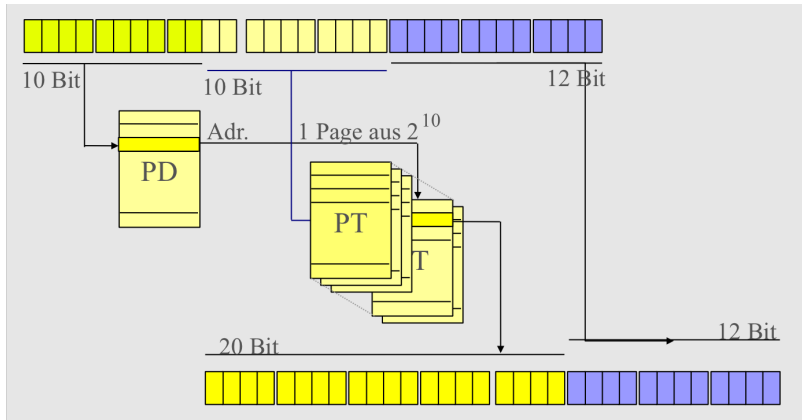 10 Bit
10 Bit
12 Bit
Adr.
1 Page aus 2^10
PD
PT
T
20 Bit
12 Bit